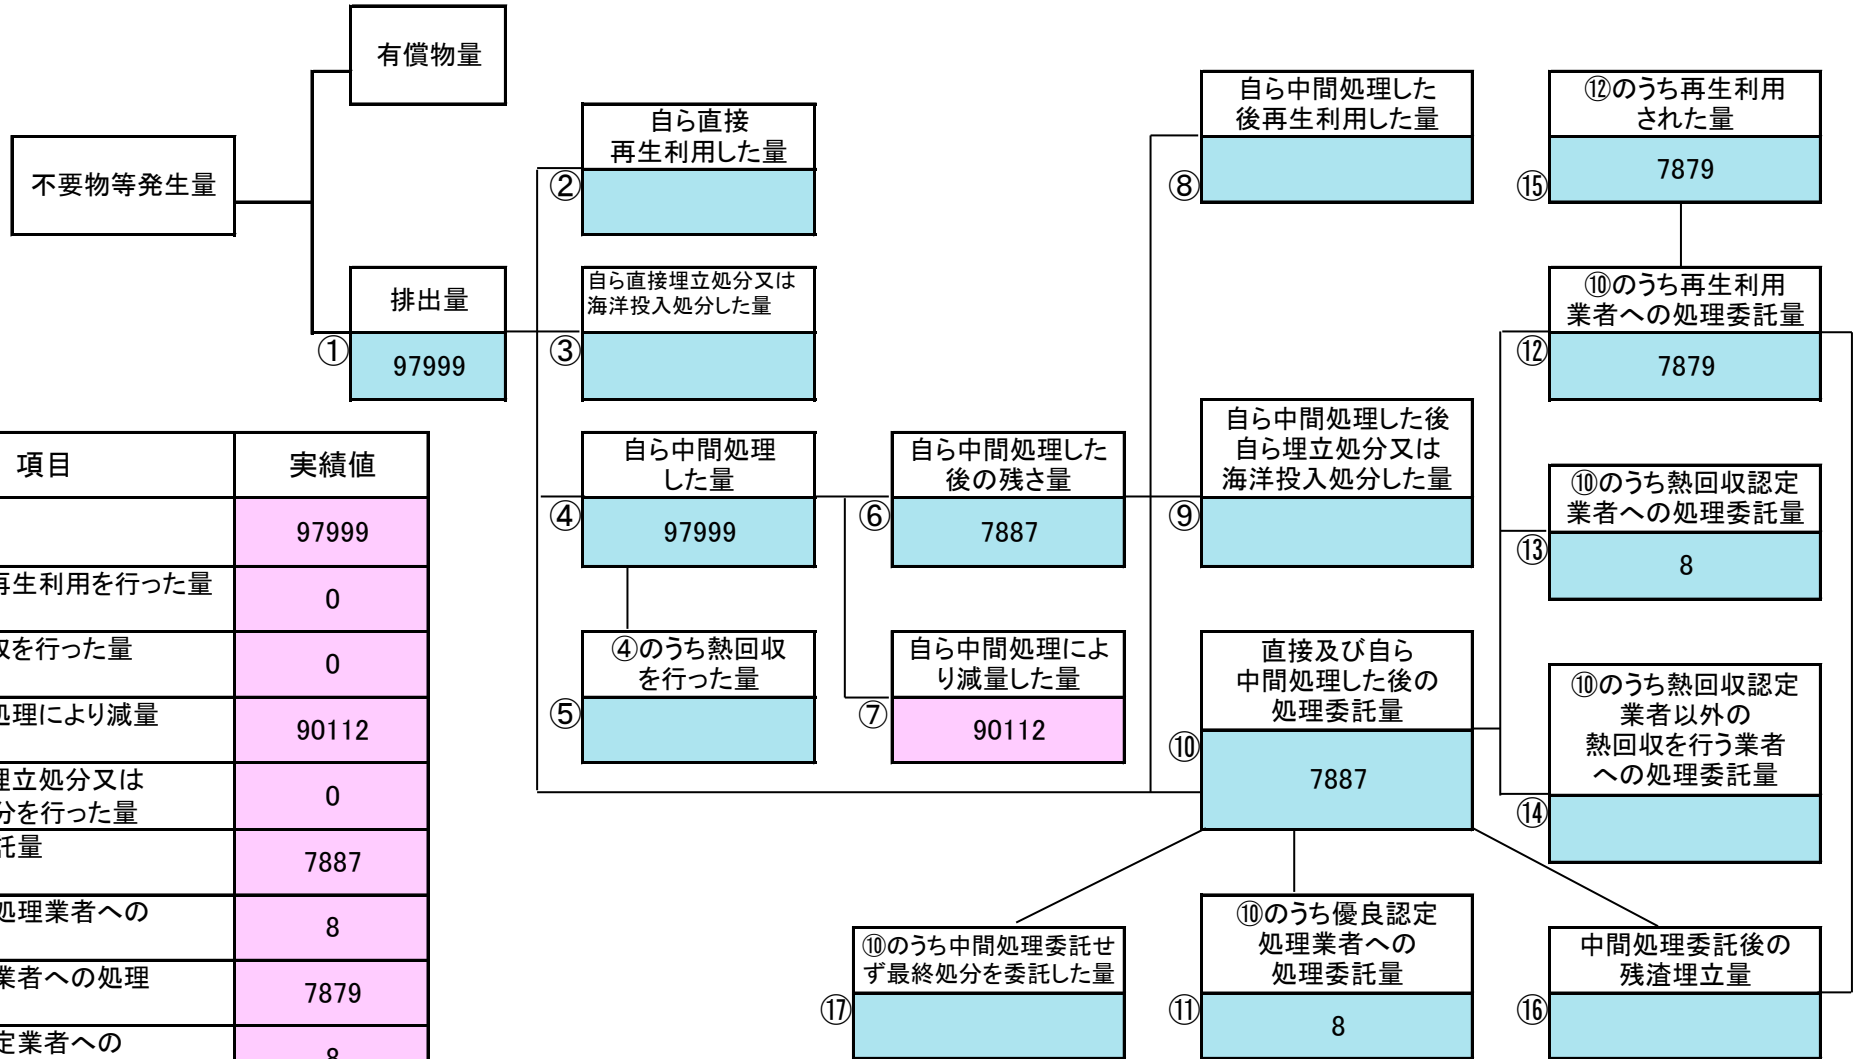 有償物量
不要物等発生量
排出量
①
97999
自ら直接
再生利用した量
②
自ら直接埋立処分又は
海洋投入処分した量
③
自ら中間処理
した量
④
97999
④のうち熱回収
を行った量
⑤
自ら中間処理した
後の残さ量
⑥
7887
自ら中間処理によ
り減量した量
⑦
90112
自ら中間処理した
後再生利用した量
⑧
自ら中間処理した後
自ら埋立処分又は
海洋投入処分した量
⑨
直接及び自ら
中間処理した後の
処理委託量
⑩
7887
⑫のうち再生利用
された量
⑮
7879
⑩のうち再生利用
業者への処理委託量
⑫
7879
⑩のうち熱回収認定
業者への処理委託量
⑬
8
⑩のうち熱回収認定
業者以外の
熱回収を行う業者
への処理委託量
⑭
⑩のうち中間処理委託せ
ず最終処分を委託した量
⑰
⑩のうち優良認定
処理業者への
処理委託量
⑪
8
中間処理委託後の
残渣埋立量
⑯
項目 実績値
97999
再生利用を行った量
0
を行った量
0
処理により減量
90112
埋立処分又は
分を行った量
0
託量
7887
処理業者への
8
業者への処理
7879
定業者への
8